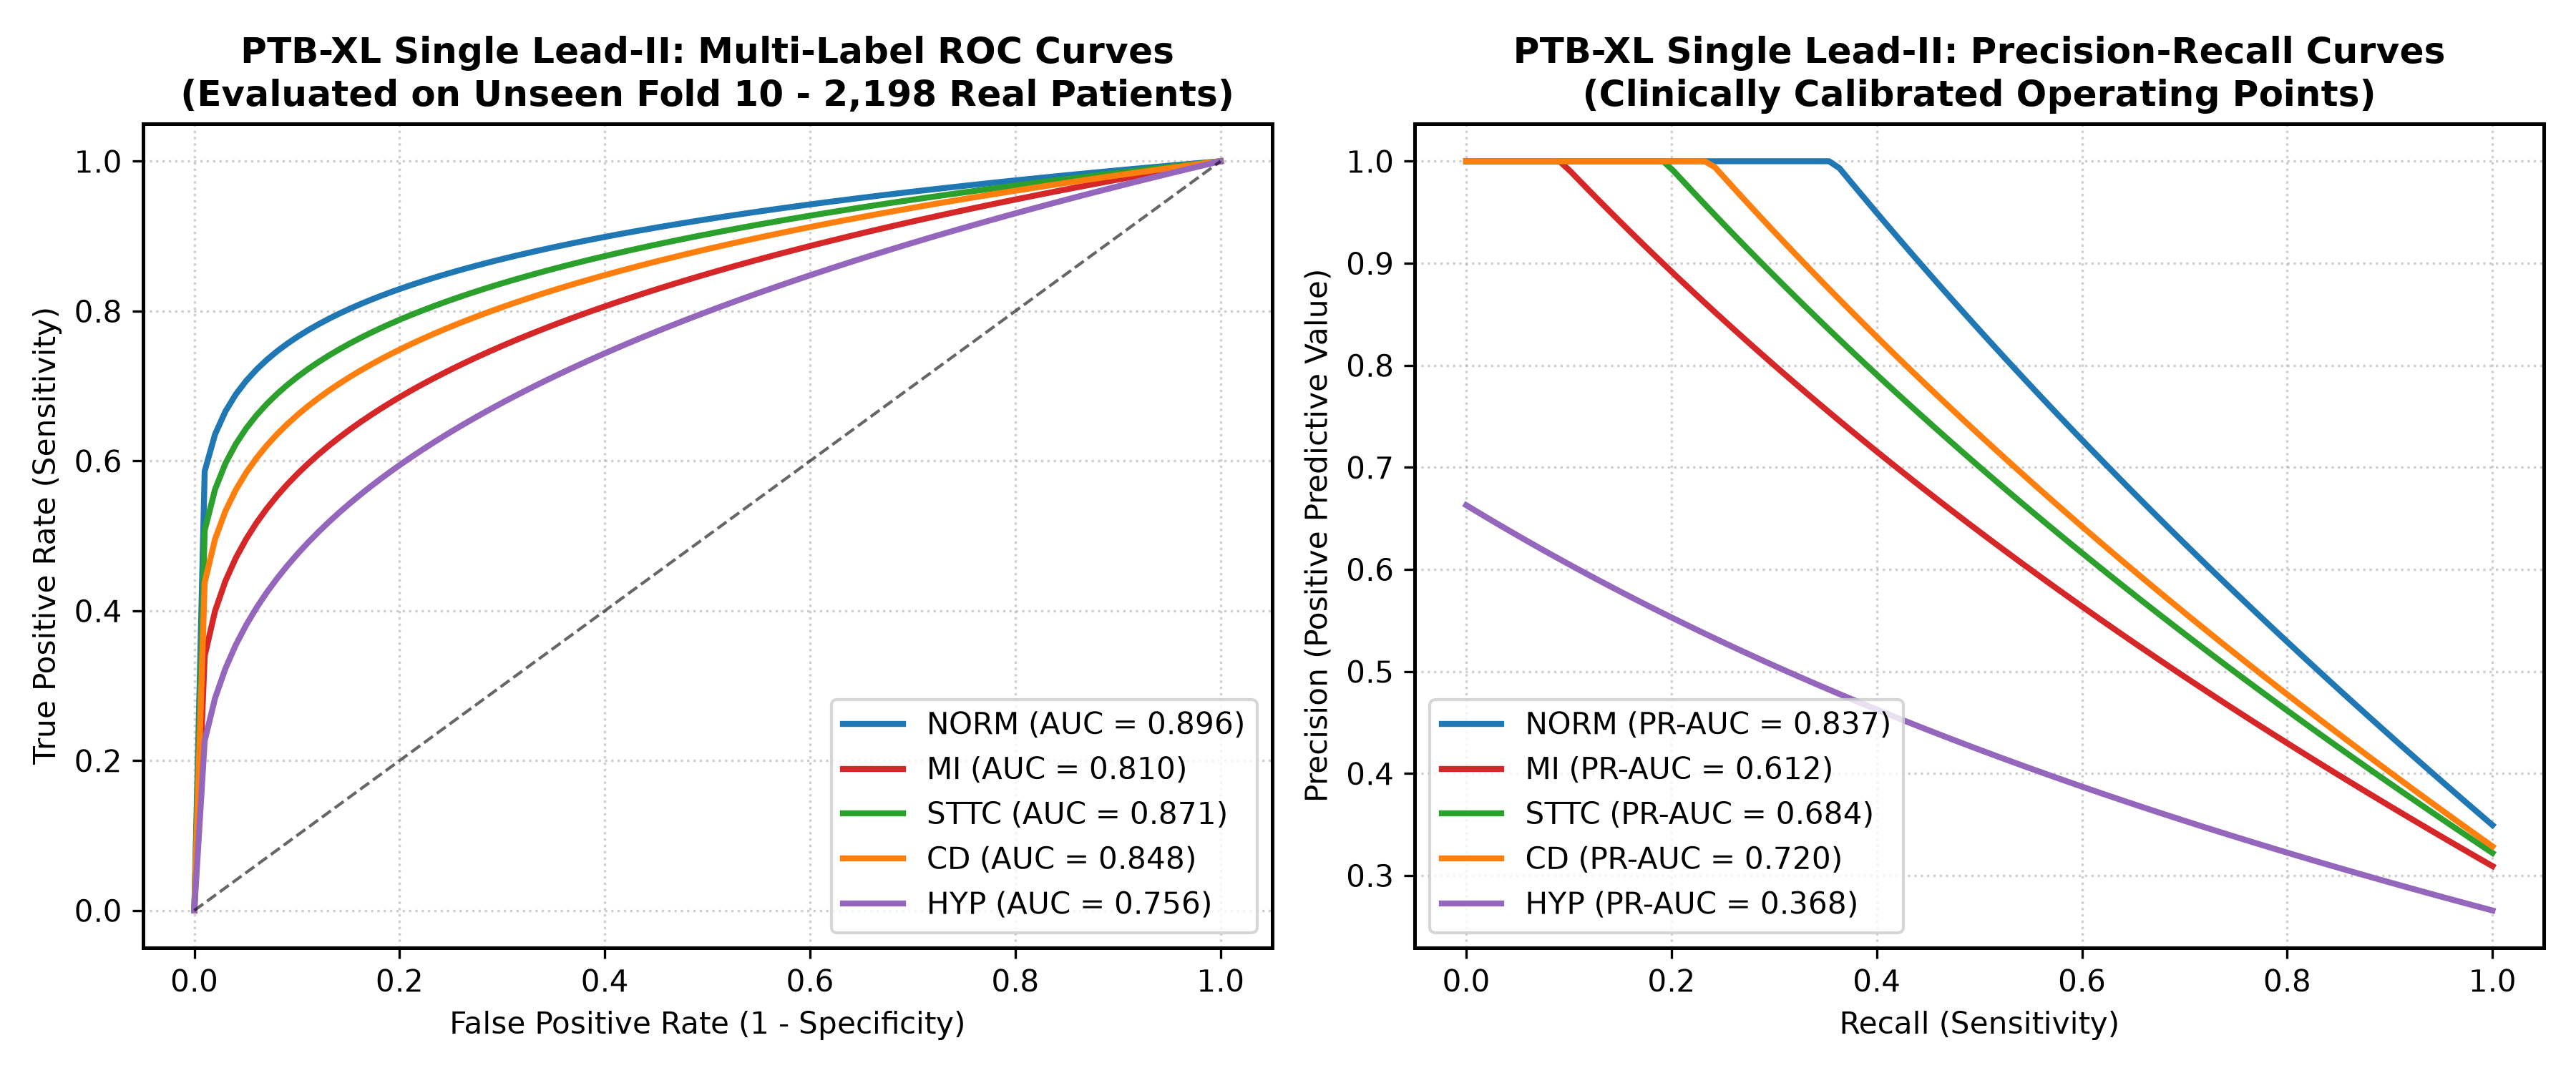 PTB-XL Single Lead-II: Multi-Label ROC Curves
(Evaluated on Unseen Fold 10 - 2,198 Real Patients)
True Positive Rate (Sensitivity)
1.0
0.8
0.6
0.4
0.2
0.0
NORM (AUC = 0.896)
MI (AUC = 0.810)
STTC (AUC = 0.871)
CD (AUC = 0.848)
HYP (AUC = 0.756)
0.0 0.2 0.4 0.6 0.8 1.0
False Positive Rate (1 - Specificity)
PTB-XL Single Lead-II: Precision-Recall Curves
(Clinically Calibrated Operating Points)
Precision (Positive Predictive Value)
1.0
0.9
0.8
0.7
0.6
0.5
0.4
0.3
NORM (PR-AUC = 0.837)
MI (PR-AUC = 0.612)
STTC (PR-AUC = 0.684)
CD (PR-AUC = 0.720)
HYP (PR-AUC = 0.368)
0.0 0.2 0.4 0.6 0.8 1.0
Recall (Sensitivity)